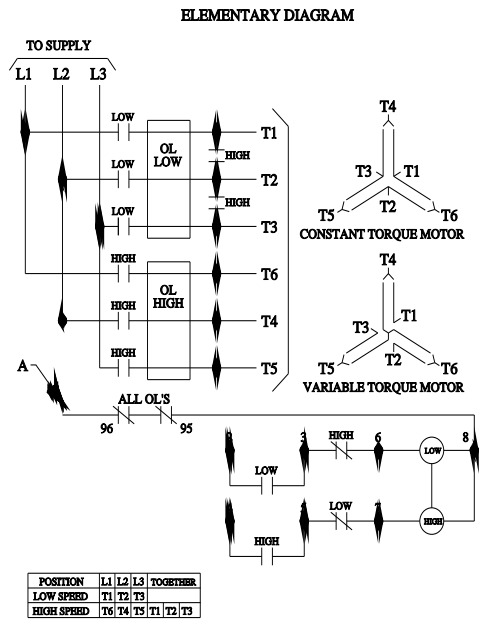 ELEMENTARY DIAGRAM
TO SUPPLY
L1 L2 L3
LOW
OL
LOW
T1
HIGH
LOW
T2
HIGH
LOW
T3
HIGH
OL
HIGH
T6
HIGH
T4
HIGH
T5
T4
T3 T1
T2
T5 T6
CONSTANT TORQUE MOTOR
T4
T1
T3
T2
T5 T6
VARIABLE TORQUE MOTOR
A
ALL OL'S
96 95
3 HIGH 6 LOW 8
LOW
LOW HIGH
HIGH
POSITION L1 L2 L3 TOGETHER
LOW SPEED T1 T2 T3
HIGH SPEED T6 T4 T5 T1 T2 T3